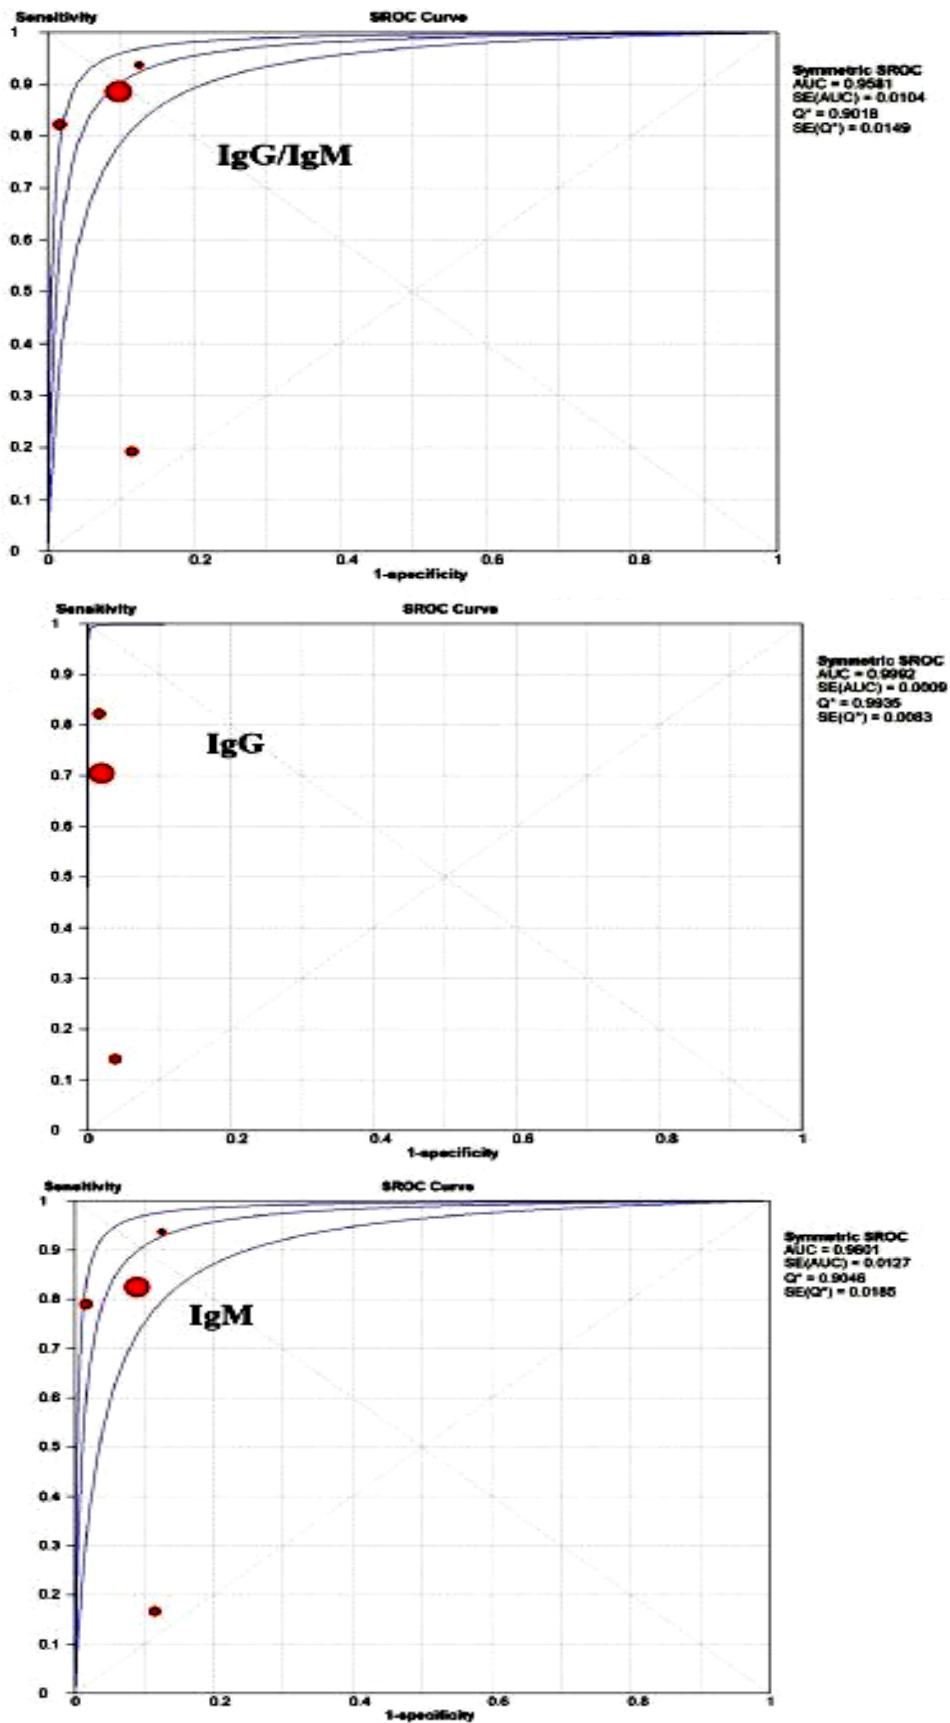 Sensitivity SROC Curve
1
0.9
0.8
0.7
0.6
0.5
0.4
0.3
0.2
0.1
0
Symmetric SROC
AUC = 0.9581
SE(AUC) = 0.0104
Q* = 0.9018
SE(Q*) = 0.0149
IgG/IgM
0 0.2 0.4 0.6 0.8 1
1-specificity
Sensitivity SROC Curve
1
0.9
0.8
0.7
0.6
0.5
0.4
0.3
0.2
0.1
0
Symmetric SROC
AUC = 0.9992
SE(AUC) = 0.0009
Q* = 0.9935
SE(Q*) = 0.0063
IgG
0 0.2 0.4 0.6 0.8 1
1-specificity
Sensitivity SROC Curve
1
0.9
0.8
0.7
0.6
0.5
0.4
0.3
0.2
0.1
0
Symmetric SROC
AUC = 0.9601
SE(AUC) = 0.0127
Q* = 0.9046
SE(Q*) = 0.0185
IgM
0 0.2 0.4 0.6 0.8 1
1-specificity